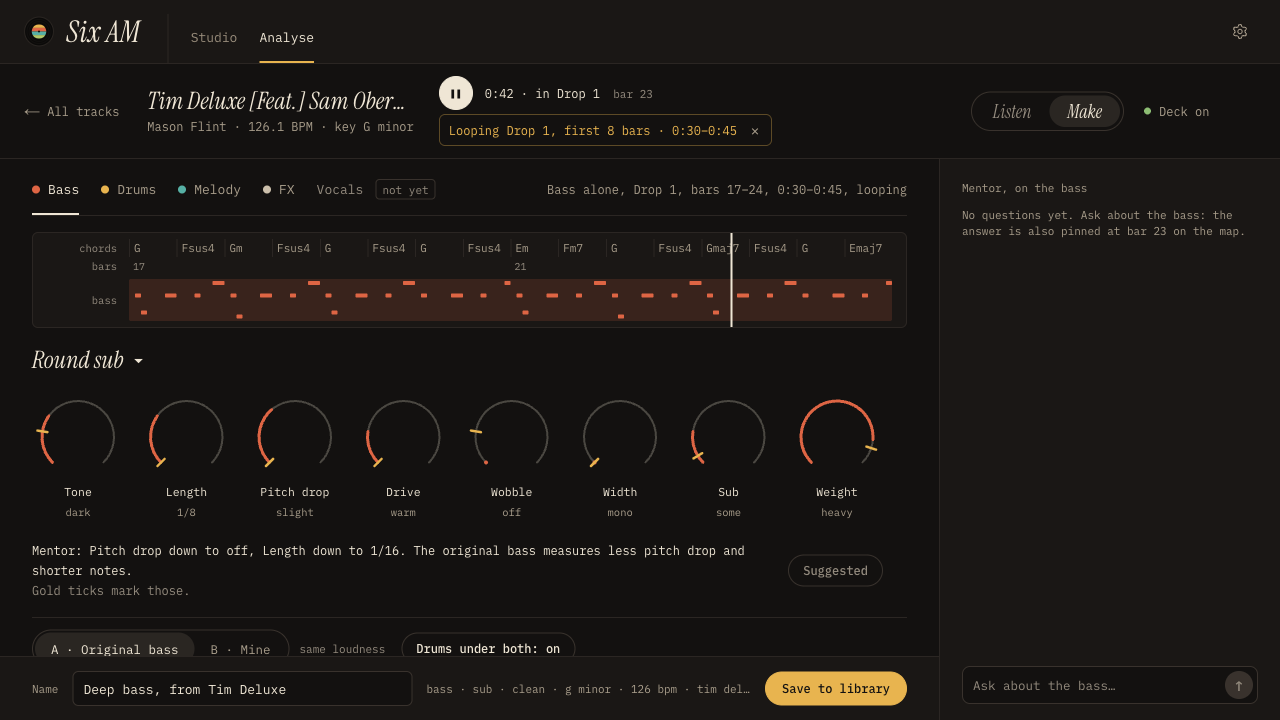 Six AM
Studio
Analyse
← All tracks
Tim Deluxe [Feat.] Sam Ober...
Mason Flint · 126.1 BPM · key G minor
0:42 · in Drop 1 bar 23
Looping Drop 1, first 8 bars · 0:30–0:45 ×
Listen
Make
Deck on
Bass
Drums
Melody
FX
Vocals
not yet
Bass alone, Drop 1, bars 17–24, 0:30–0:45, looping
chords G Fsus4 Gm Fsus4 G Fsus4 G Fsus4 Em Fm7 G Fsus4 Gmaj7 Fsus4 G Emaj7
bars 17 21
bass
Round sub
Tone
dark
Length
1/8
Pitch drop
slight
Drive
warm
Wobble
off
Width
mono
Sub
some
Weight
heavy
Mentor: Pitch drop down to off, Length down to 1/16. The original bass measures less pitch drop and
shorter notes.
Gold ticks mark those.
Suggested
A · Original bass
B · Mine
same loudness
Drums under both: on
Name
Deep bass, from Tim Deluxe
bass · sub · clean · g minor · 126 bpm · tim del…
Save to library
Mentor, on the bass
No questions yet. Ask about the bass: the
answer is also pinned at bar 23 on the map.
Ask about the bass…
↑